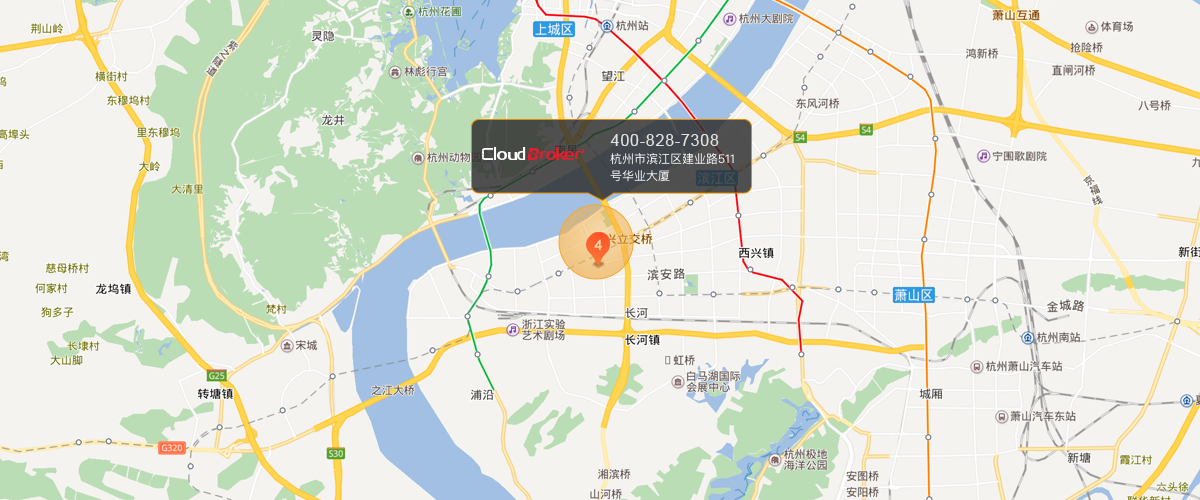 杭州花圃
杭州大剧院
萧山互通
荆山岭
灵隐
上城区
杭州站
体育场
紫之隧道
抢险桥
鸿新桥
林彪行宫
横街村
望江
直闸河桥
东穆坞村
东风河桥
八号桥
龙井
里东穆坞
S4
S4
高埠头
400-828-7308
CloudBroker
杭州市滨江区建业路511
号华业大厦
杭州动物
大岭
宁围歌剧院
滨江区
大清里
京福线
4
兴立交桥
西兴镇
新街
湾
慈母桥村
滨安路
何家村
龙坞镇
萧山区
狗多子
梵村
金城路
长河
浙江实验
艺术剧场
杭州南站
长河镇
宋城
长埭村
大山脚
虹桥
杭州萧山汽车站
G25
白马湖国际
会展中心
转塘镇
之江大桥
浦沿
城厢
萧山汽车东站
G320
S30
杭州极地
海洋公园
新塘
霞江村
湘滨桥
安图桥
山河桥
安阳桥
六头徐